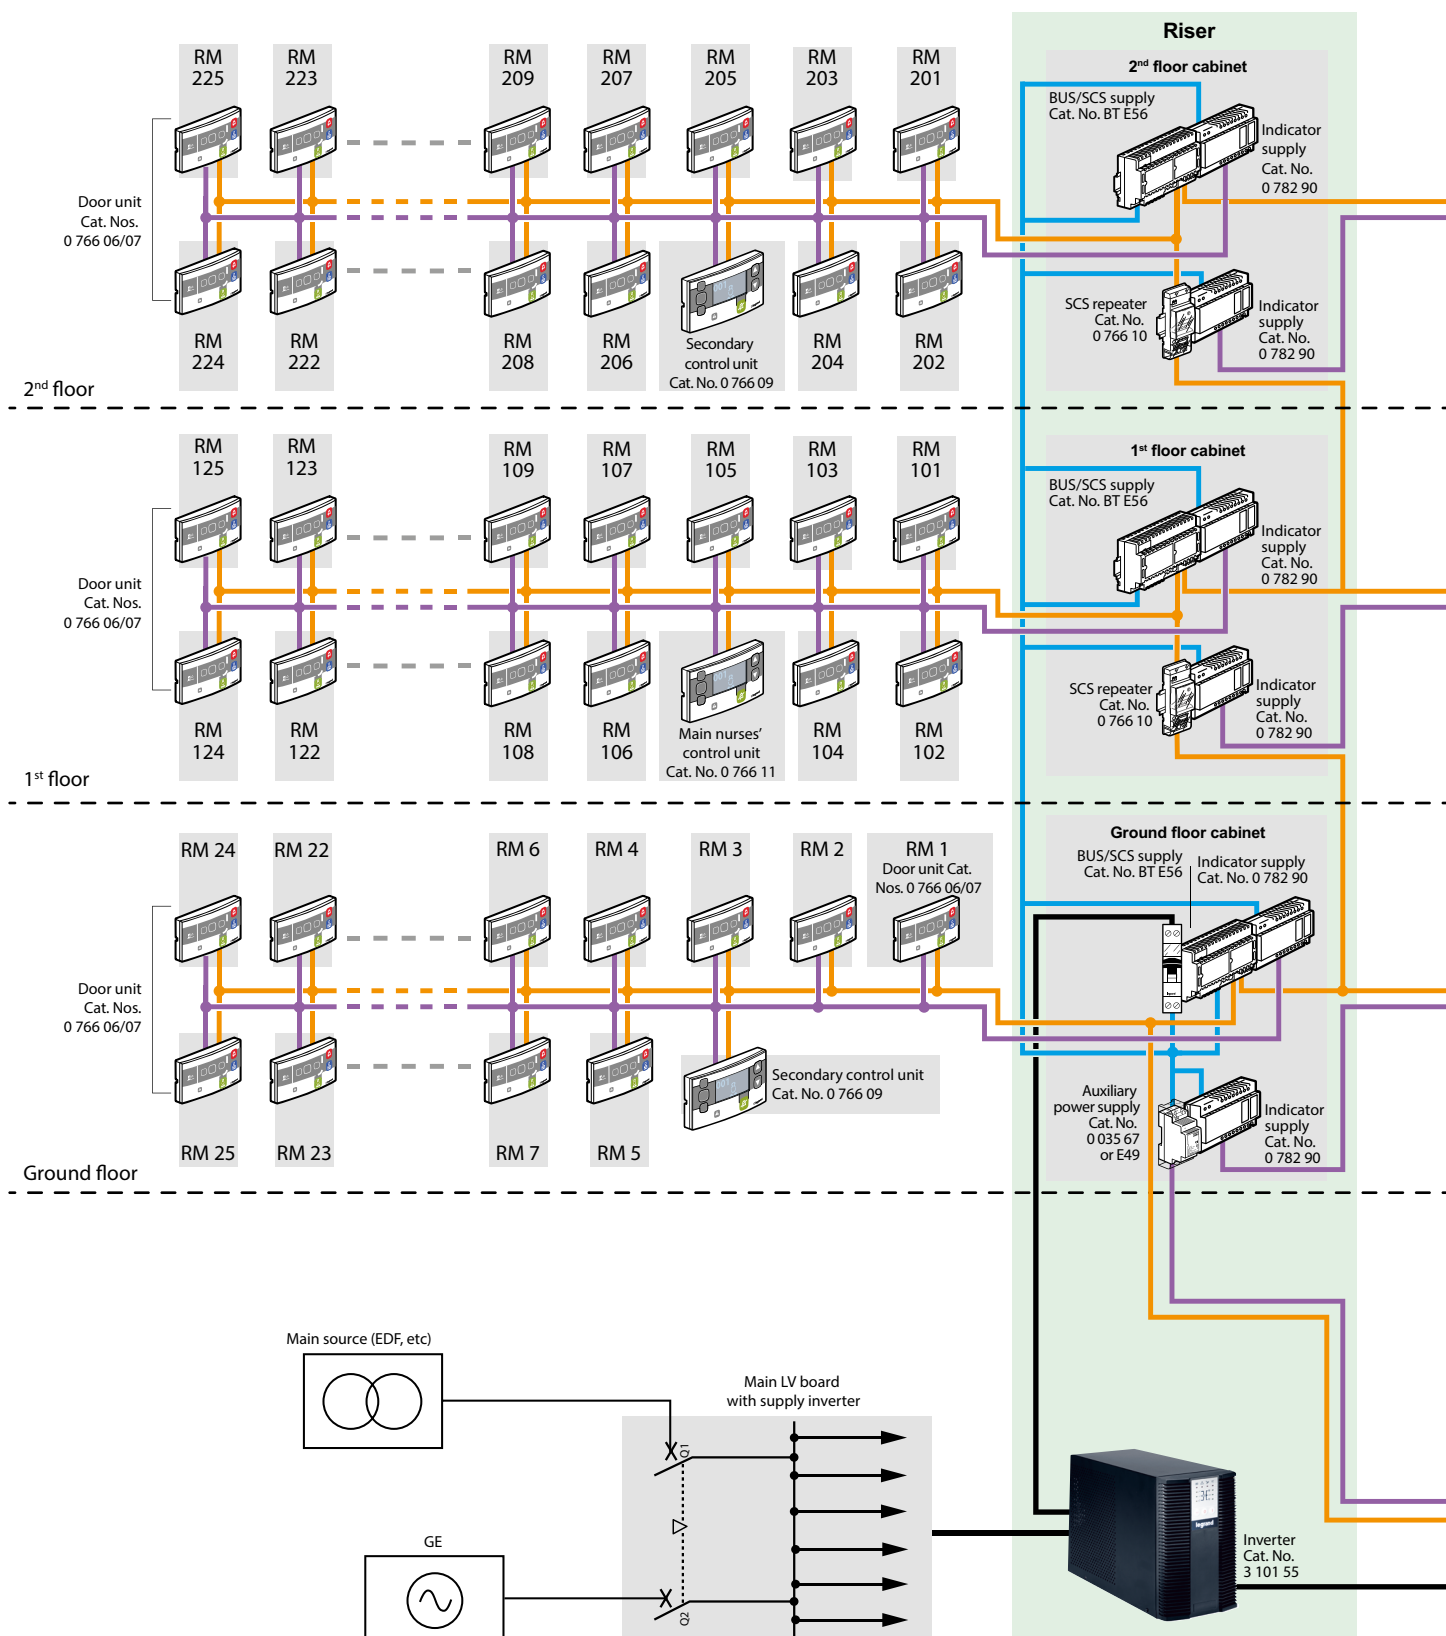 Riser
2nd floor cabinet
RM 225
RM 223
RM 209
RM 207
RM 205
RM 203
RM 201
BUS/SCS supply
Cat. No. BT E56
Indicator
supply
Cat. No.
0 782 90
Door unit
Cat. Nos.
0 766 06/07
SCS repeater
Cat. No.
0 766 10
Indicator
supply
Cat. No.
0 782 90
RM 224
RM 222
RM 208
RM 206
Secondary
control unit
Cat. No. 0 766 09
RM 204
RM 202
2nd floor
1st floor cabinet
RM 125
RM 123
RM 109
RM 107
RM 105
RM 103
RM 101
BUS/SCS supply
Cat. No. BT E56
Indicator
supply
Cat. No.
0 782 90
Door unit
Cat. Nos.
0 766 06/07
SCS repeater
Cat. No.
0 766 10
Indicator
supply
Cat. No.
0 782 90
RM 124
RM 122
RM 108
RM 106
Main nurses’
control unit
Cat. No. 0 766 11
RM 104
RM 102
1st floor
Ground floor cabinet
RM 24
RM 22
RM 6
RM 4
RM 3
RM 2
RM 1
Door unit Cat.
Nos. 0 766 06/07
BUS/SCS supply
Cat. No. BT E56
Indicator supply
Cat. No. 0 782 90
Door unit
Cat. Nos.
0 766 06/07
Secondary control unit
Cat. No. 0 766 09
Auxiliary
power supply
Cat. No.
0 035 67
or E49
Indicator
supply
Cat. No.
0 782 90
RM 25
RM 23
RM 7
RM 5
Ground floor
Main source (EDF, etc)
Main LV board
with supply inverter
Q1
GE
Q2
legrand
Inverter
Cat. No.
3 101 55